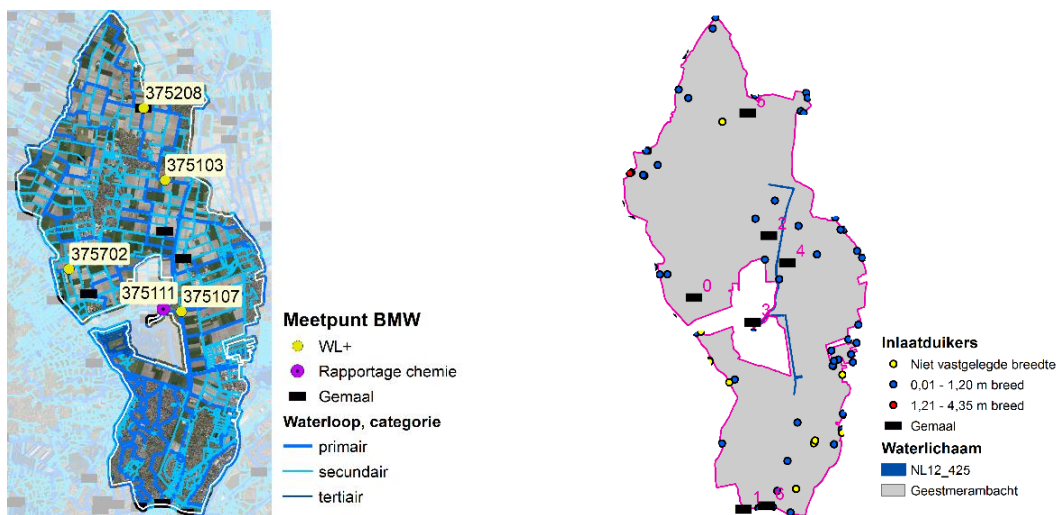 375208
375103
375702
375111
375107
Meetpunt BMW
WL+
Rapportage chemie
Gemaal
Waterloop, categorie
primair
secundair
tertiair
2
4
0
3
1
6
Inlaatduikers
Niet vastgelegde breedte
0,01 - 1,20 m breed
1,21 - 4,35 m breed
Gemaal
Waterlichaam
NL12_425
Geestmerambacht